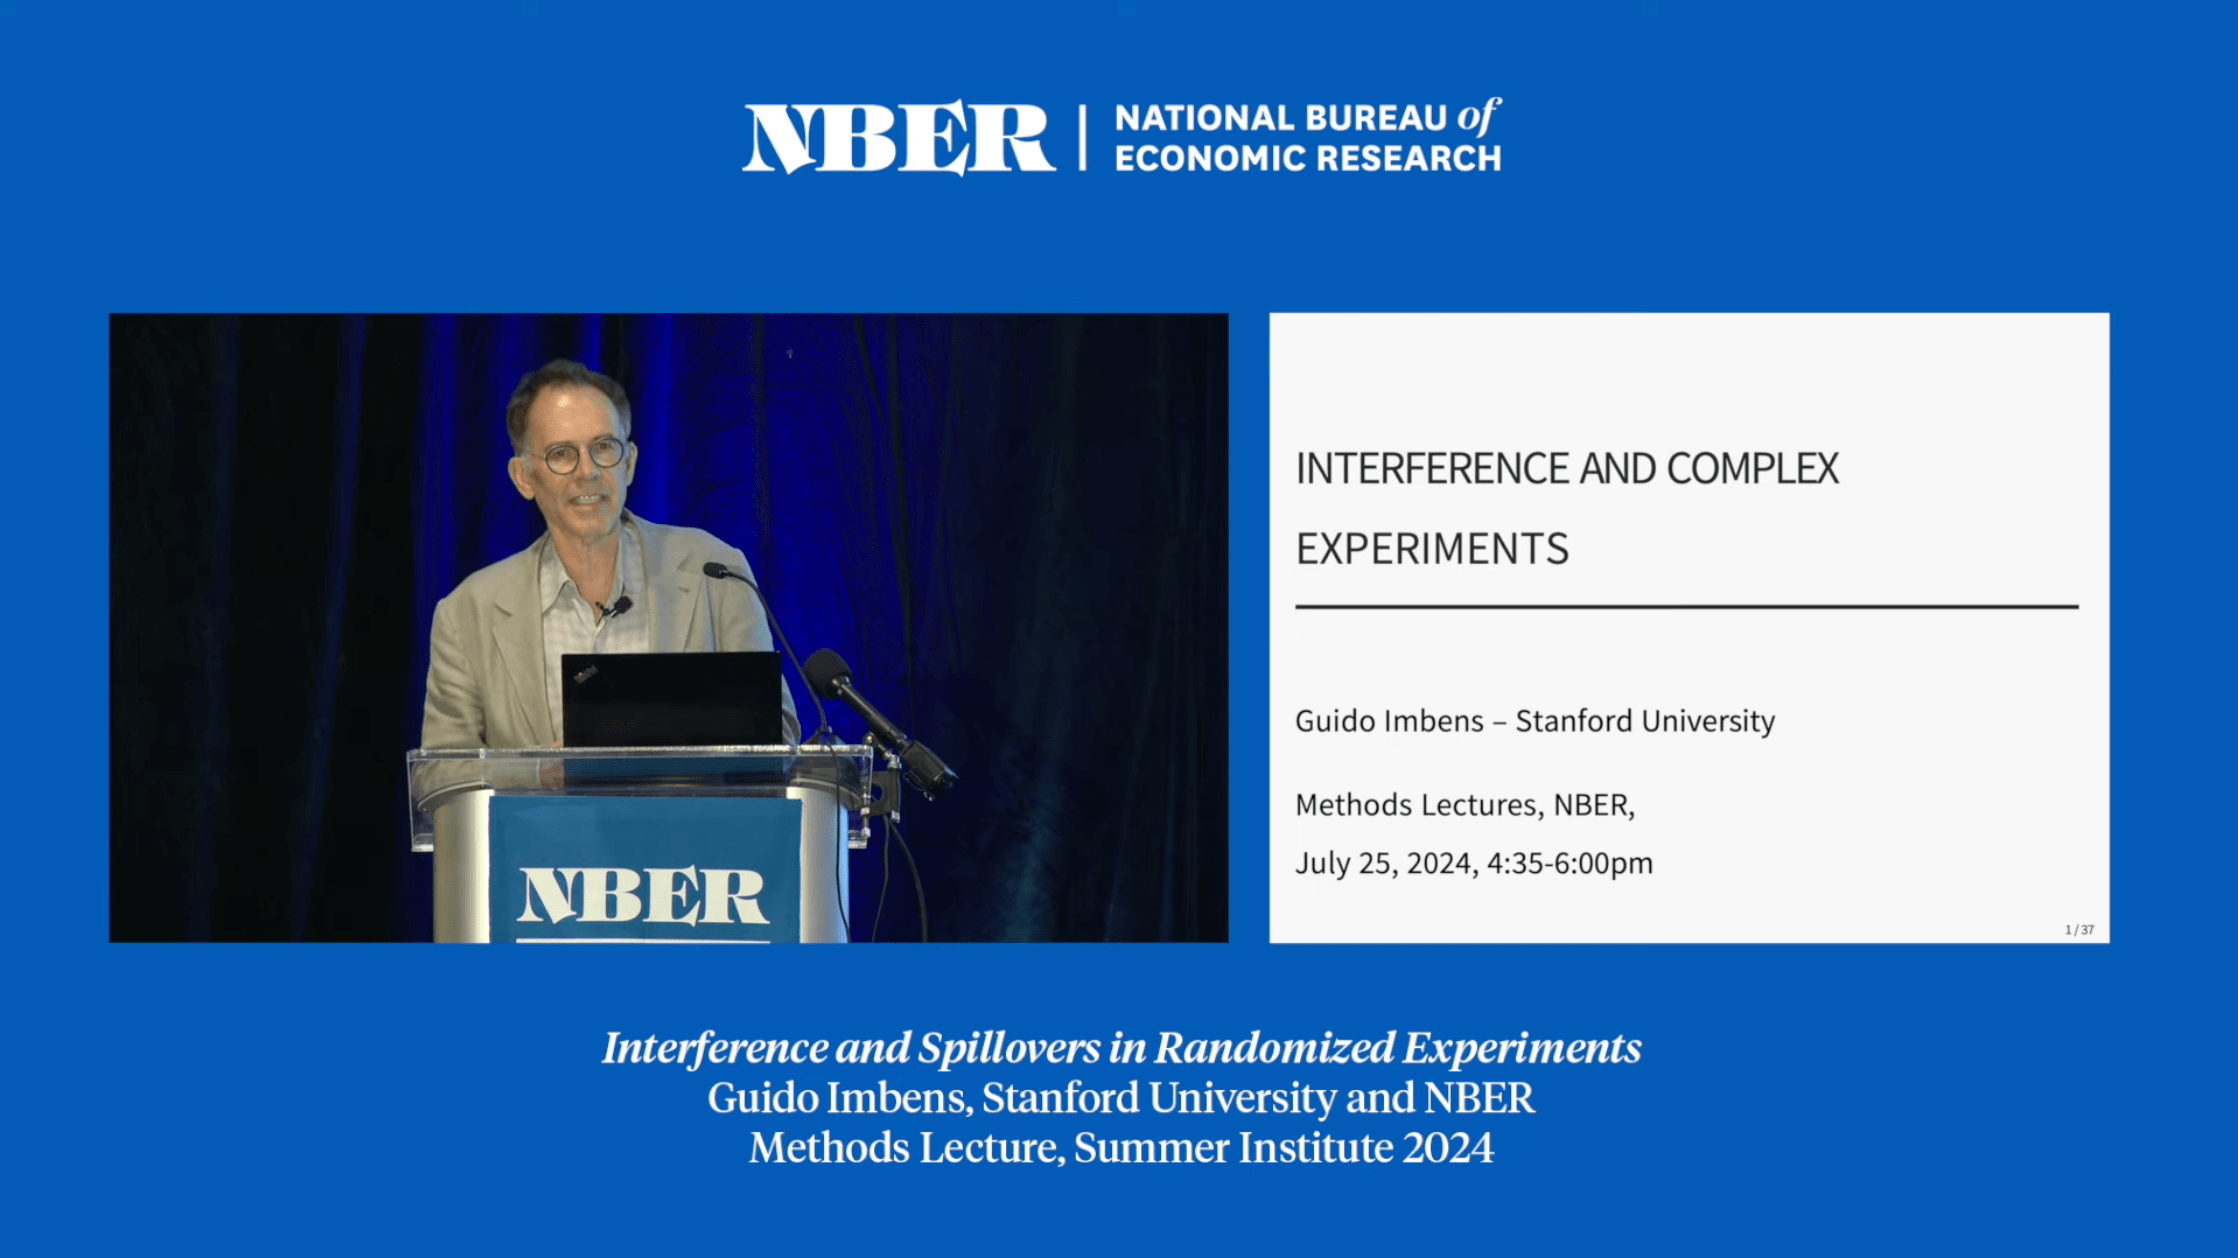 NBER | NATIONAL BUREAU of
ECONOMIC RESEARCH
ThinkPad
NBER
INTERFERENCE AND COMPLEX
EXPERIMENTS
Guido Imbens – Stanford University
Methods Lectures, NBER,
July 25, 2024, 4:35-6:00pm
1 / 37
Interference and Spillovers in Randomized Experiments
Guido Imbens, Stanford University and NBER
Methods Lecture, Summer Institute 2024